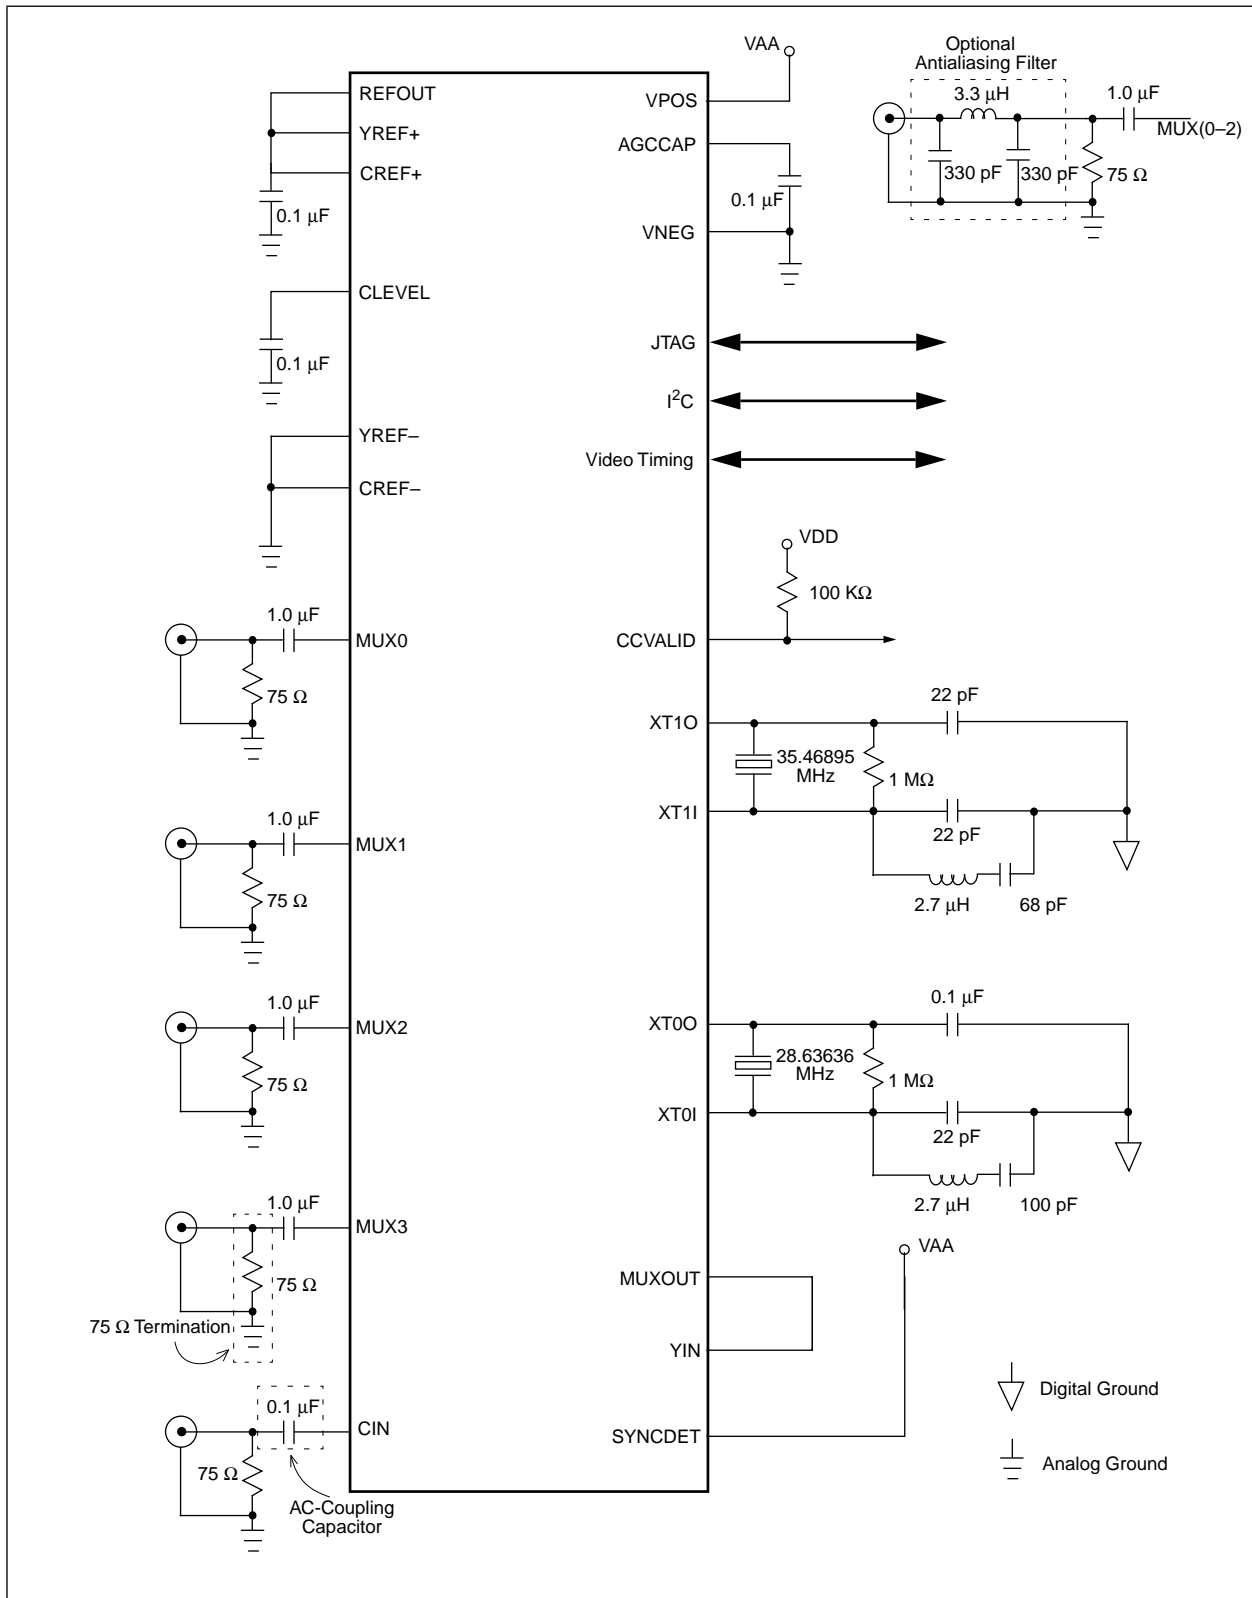 VAA
Optional
Antialiasing Filter
3.3 μH
1.0 μF
MUX(0–2)
330 pF
330 pF
75 Ω
REFOUT
YREF+
CREF+
0.1 μF
CLEVEL
0.1 μF
YREF–
CREF–
1.0 μF
MUX0
75 Ω
1.0 μF
MUX1
75 Ω
1.0 μF
MUX2
75 Ω
1.0 μF
MUX3
75 Ω
75 Ω Termination
0.1 μF
CIN
75 Ω
AC-Coupling
Capacitor
VPOS
AGCCAP
0.1 μF
VNEG
JTAG
I²C
Video Timing
VDD
100 KΩ
CCVALID
XT1O
22 pF
35.46895
MHz
1 MΩ
XT1I
22 pF
2.7 μH
68 pF
XT0O
0.1 μF
28.63636
MHz
1 MΩ
XT0I
22 pF
2.7 μH
100 pF
VAA
MUXOUT
YIN
SYNCDET
Digital Ground
Analog Ground